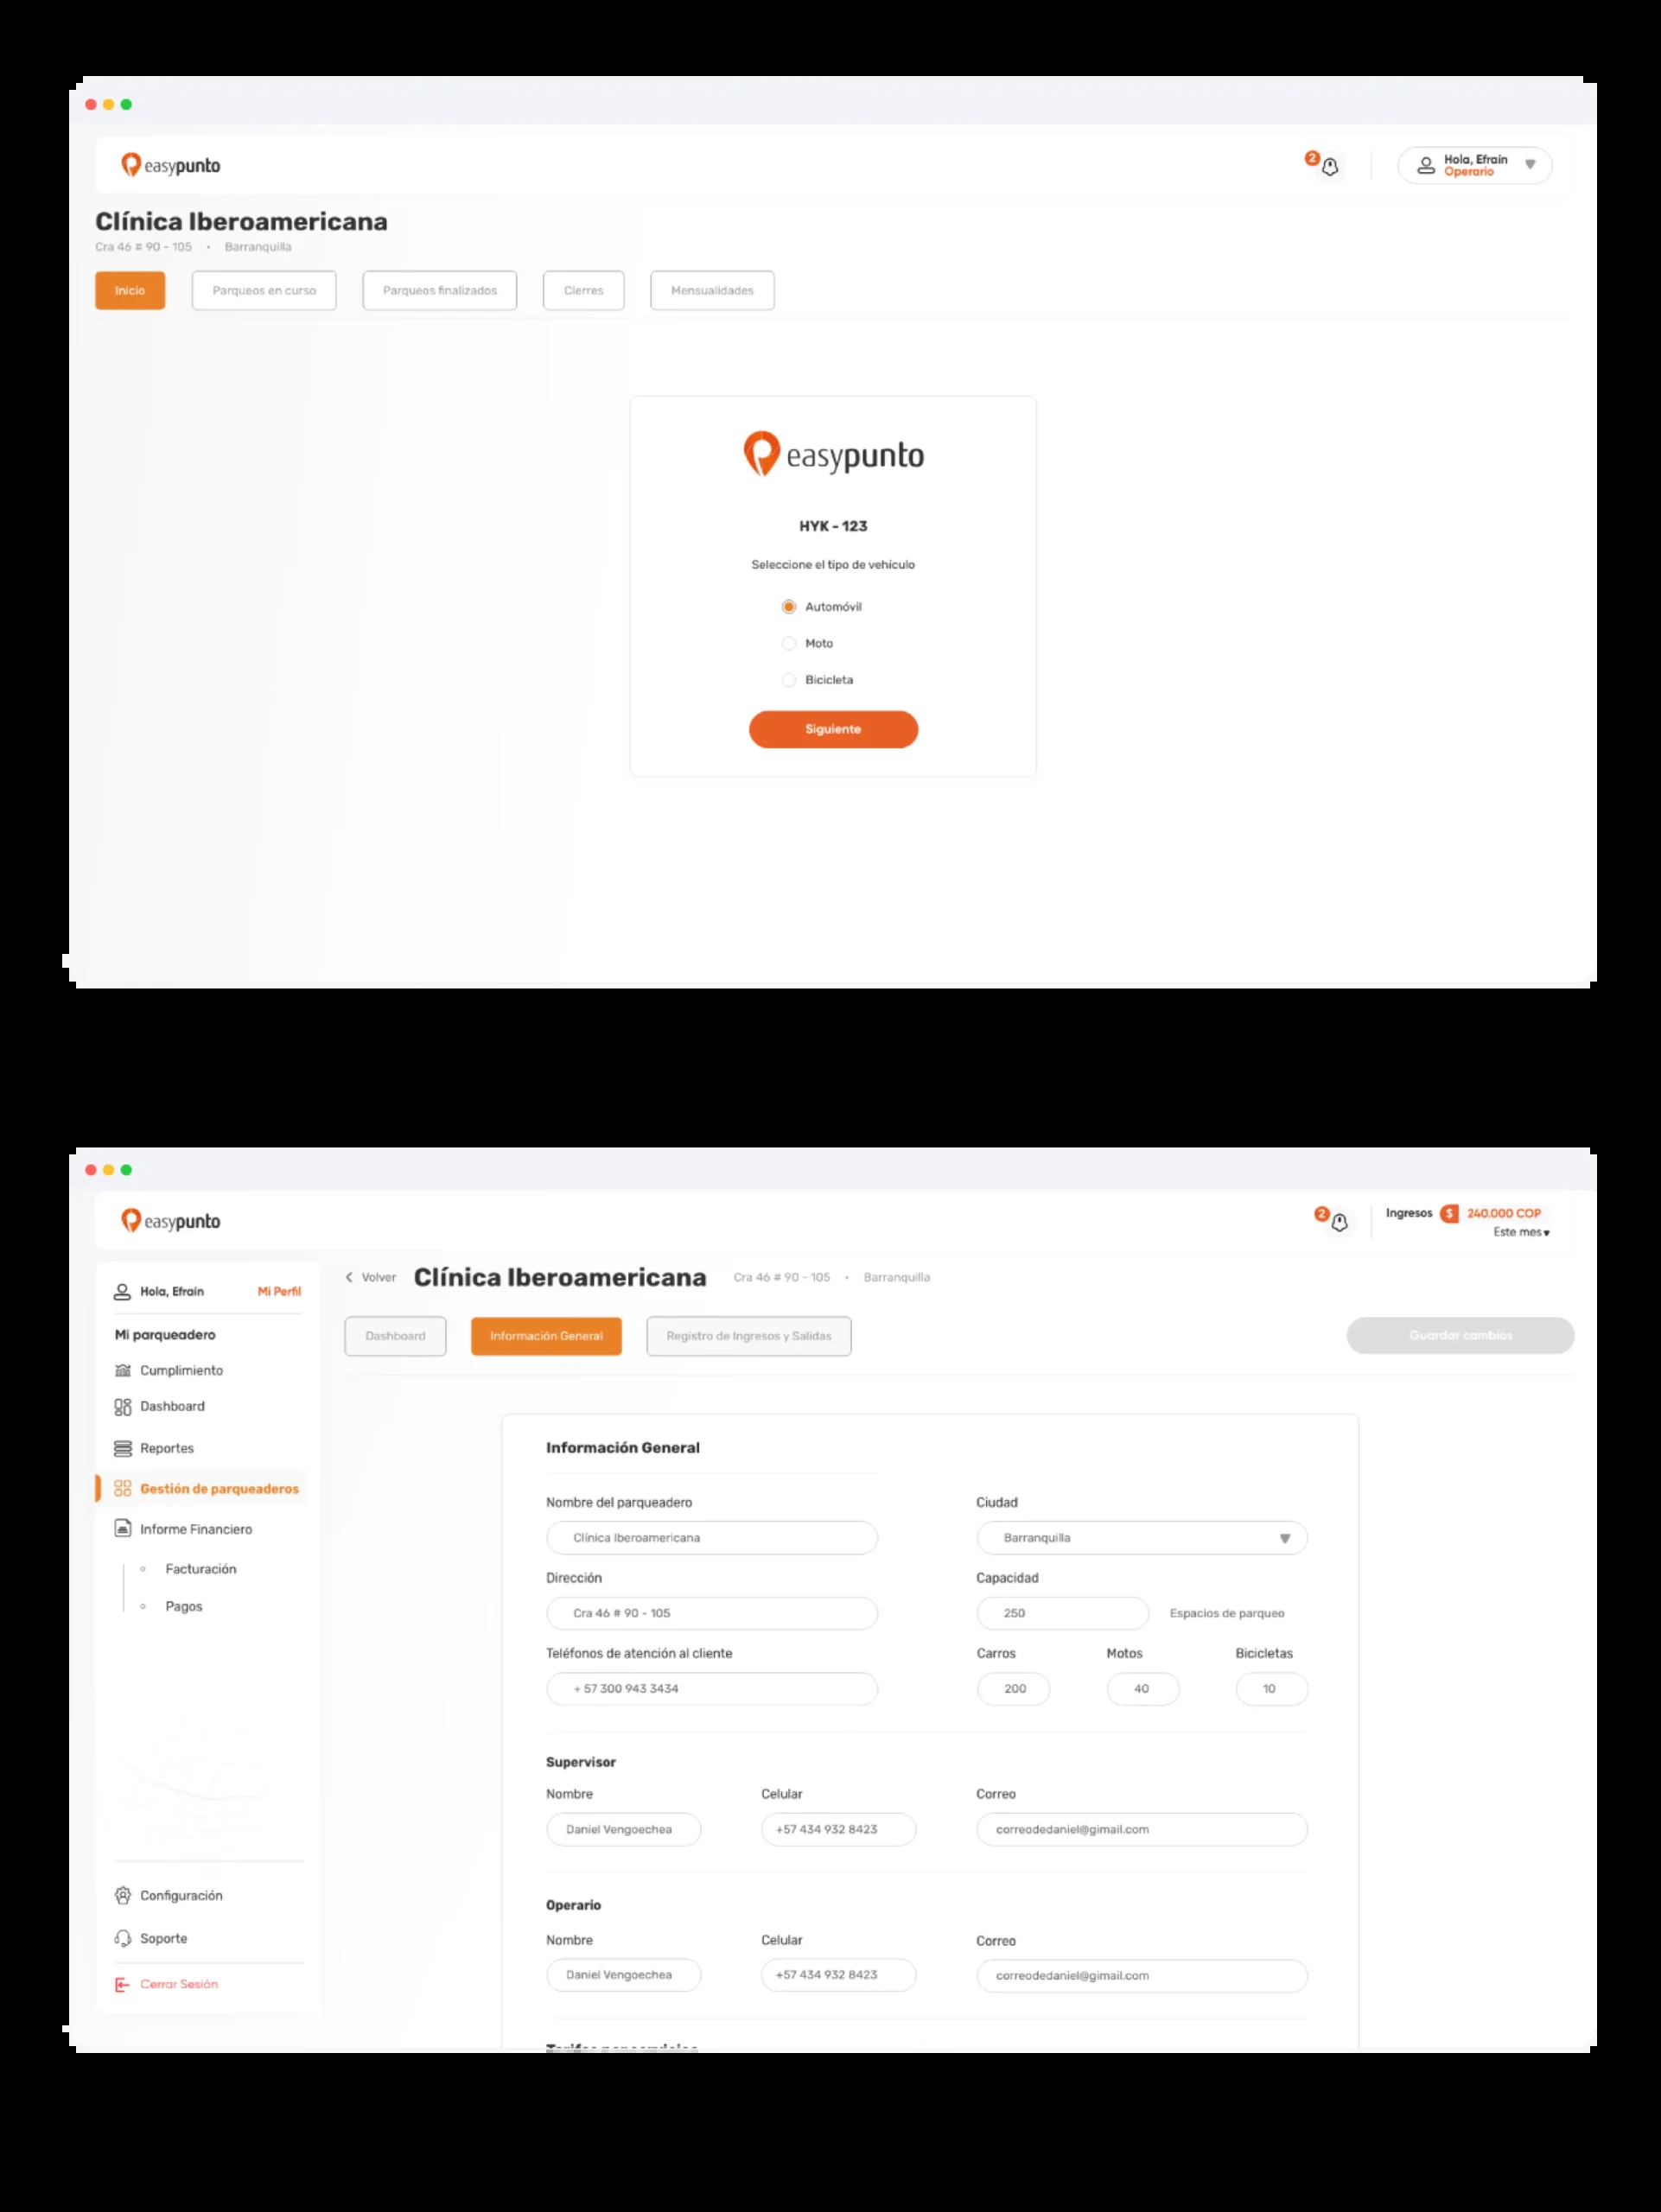 easypunto
2
Hola, Efraín
Operario
Clínica Iberoamericana
Cra 46 # 90 - 105 • Barranquilla
Inicio
Parqueos en curso
Parqueos finalizados
Cierres
Mensualidades
easypunto
HYK - 123
Seleccione el tipo de vehículo
Automóvil
Moto
Bicicleta
Siguiente
easypunto
2
Ingresos $ 240.000 COP
Este mes
Hola, Efraín
Mi Perfil
Mi parqueadero
Cumplimiento
Dashboard
Reportes
Gestión de parqueaderos
Informe Financiero
Facturación
Pagos
Configuración
Soporte
Cerrar Sesión
Volver
Clínica Iberoamericana
Cra 46 # 90 - 105 • Barranquilla
Dashboard
Información General
Registro de Ingresos y Salidas
Guardar cambios
Información General
Nombre del parqueadero
Clínica Iberoamericana
Ciudad
Barranquilla
Dirección
Cra 46 # 90 - 105
Capacidad
250
Espacios de parqueo
Teléfonos de atención al cliente
+ 57 300 943 3434
Carros
Motos
Bicicletas
200
40
10
Supervisor
Nombre
Celular
Correo
Daniel Vengoechea
+57 434 932 8423
correodedaniel@gimail.com
Operario
Nombre
Celular
Correo
Daniel Vengoechea
+57 434 932 8423
correodedaniel@gimail.com